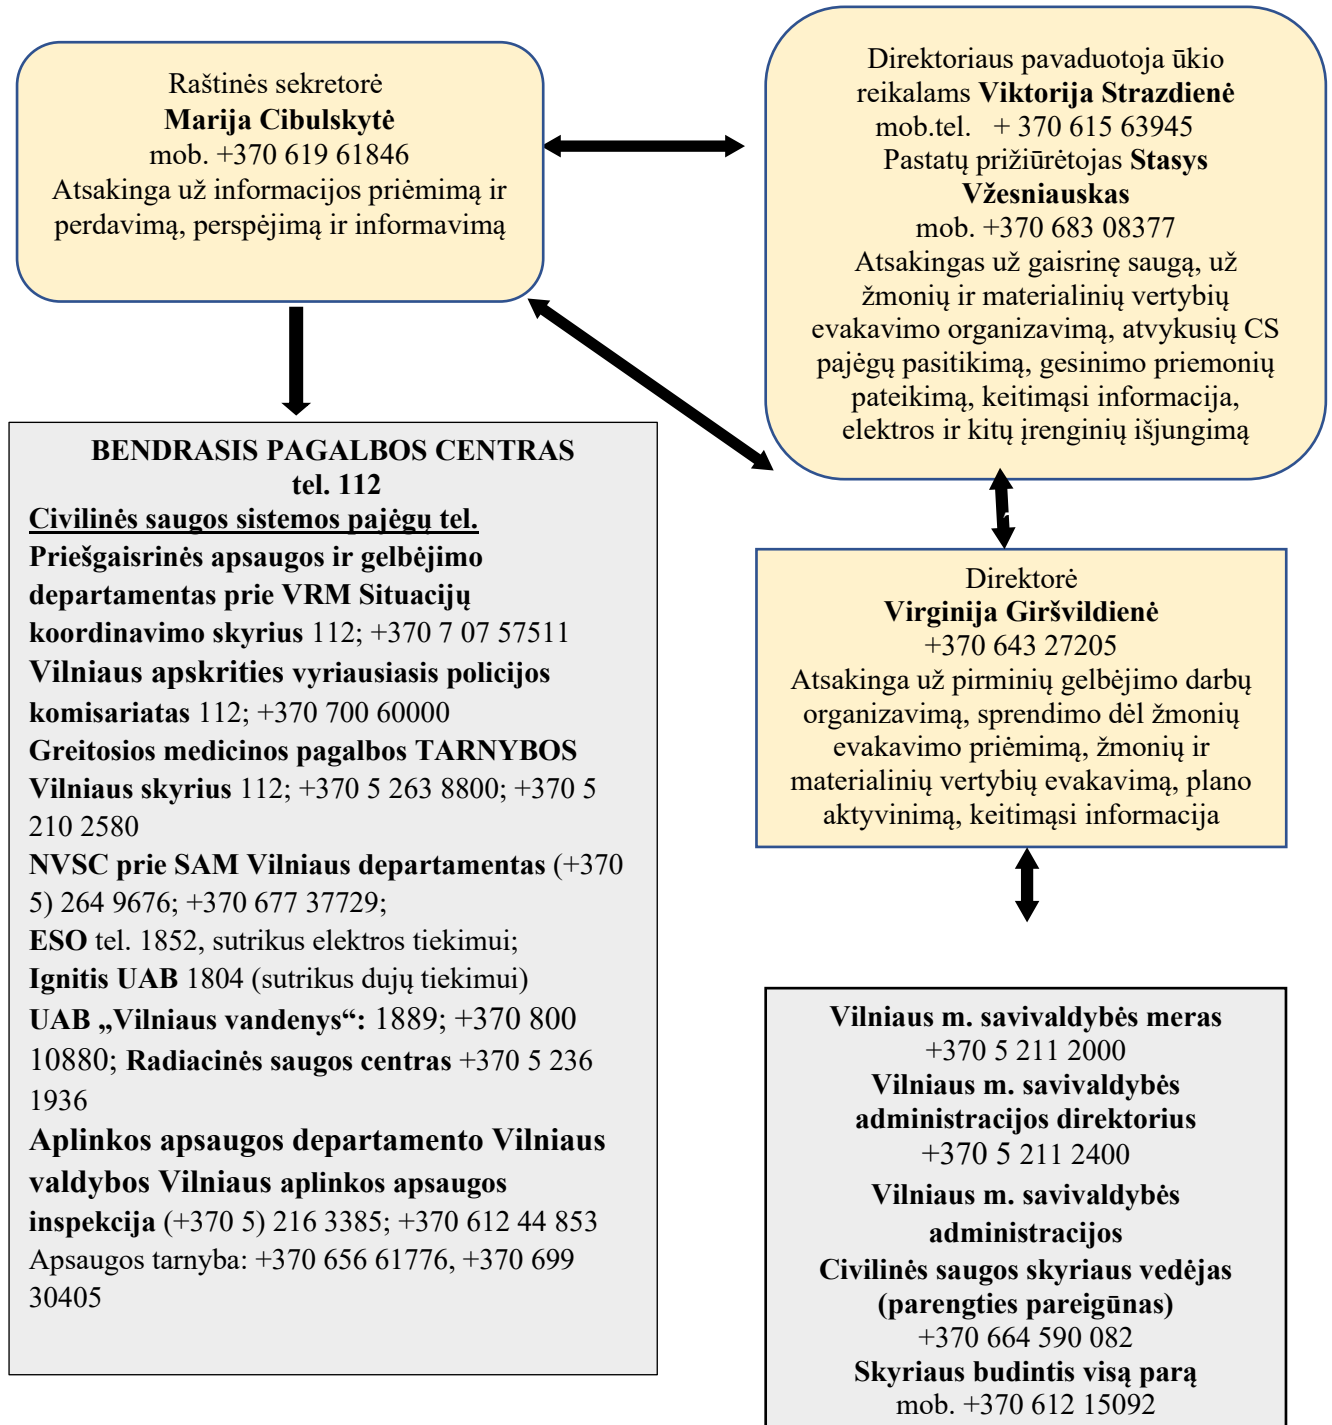 Raštinės sekretorė
Marija Cibulskytė
mob. +370 619 61846
Atsakinga už informacijos priėmimą ir
perdavimą, perspėjimą ir informavimą
Direktoriaus pavaduotoja ūkio
reikalams Viktorija Strazdienė
mob.tel. + 370 615 63945
Pastatų prižiūrėtojas Stasys
Vžesniauskas
mob. +370 683 08377
Atsakingas už gaisrinę saugą, už
žmonių ir materialinių vertybių
evakavimo organizavimą, atvykusių CS
pajėgų pasitikimą, gesinimo priemonių
pateikimą, keitimąsi informacija,
elektros ir kitų įrenginių išjungimą
BENDRASIS PAGALBOS CENTRAS
tel. 112
Civilinės saugos sistemos pajėgų tel.
Priešgaisrinės apsaugos ir gelbėjimo
departamentas prie VRM Situacijų
koordinavimo skyrius 112; +370 7 07 57511
Vilniaus apskrities vyriausiasis policijos
komisariatas 112; +370 700 60000
Greitosios medicinos pagalbos TARNYBOS
Vilniaus skyrius 112; +370 5 263 8800; +370 5
210 2580
NVSC prie SAM Vilniaus departamentas (+370
5) 264 9676; +370 677 37729;
ESO tel. 1852, sutrikus elektros tiekimui;
Ignitis UAB 1804 (sutrikus dujų tiekimui)
UAB „Vilniaus vandenys“: 1889; +370 800
10880; Radiacinės saugos centras +370 5 236
1936
Aplinkos apsaugos departamento Vilniaus
valdybos Vilniaus aplinkos apsaugos
inspekcija (+370 5) 216 3385; +370 612 44 853
Apsaugos tarnyba: +370 656 61776, +370 699
30405
Direktorė
Virginija Giršvildienė
+370 643 27205
Atsakinga už pirminių gelbėjimo darbų
organizavimą, sprendimo dėl žmonių
evakavimo priėmimą, žmonių ir
materialinių vertybių evakavimą, plano
aktyvinimą, keitimąsi informacija
Vilniaus m. savivaldybės meras
+370 5 211 2000
Vilniaus m. savivaldybės
administracijos direktorius
+370 5 211 2400
Vilniaus m. savivaldybės
administracijos
Civilinės saugos skyriaus vedėjas
(parengties pareigūnas)
+370 664 590 082
Skyriaus budintis visą parą
mob. +370 612 15092